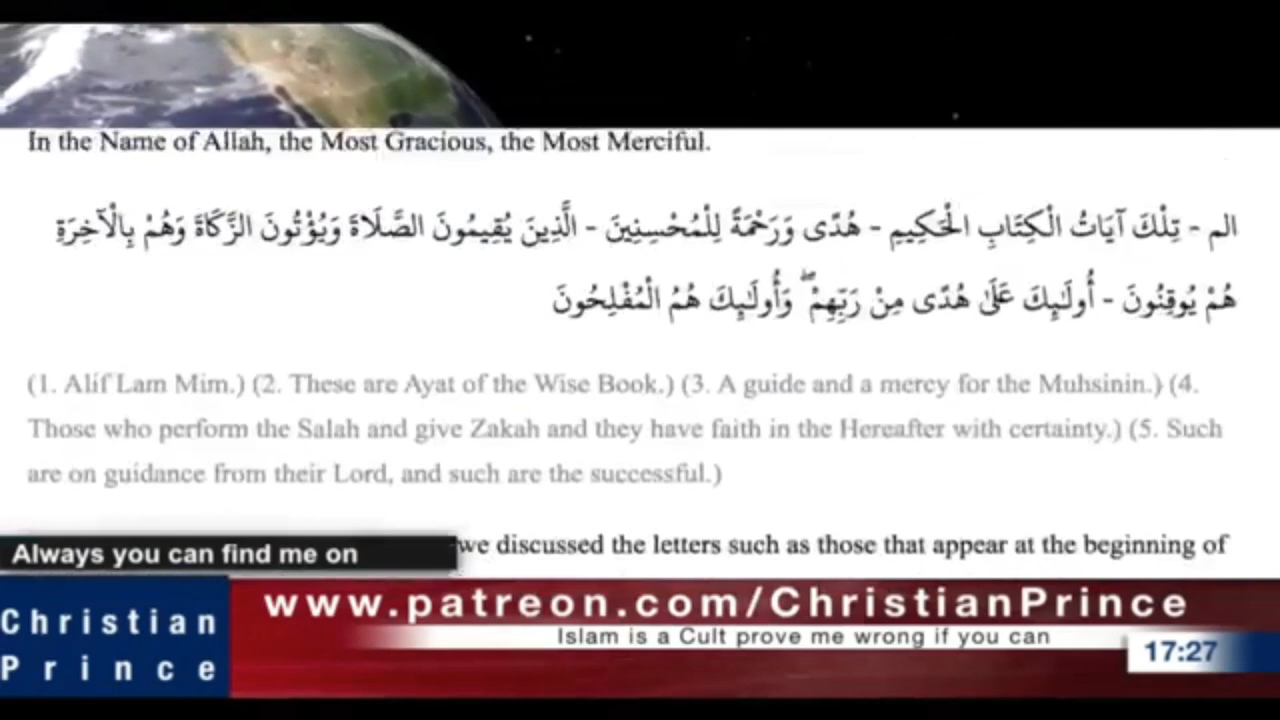 In the Name of Allah, the Most Gracious, the Most Merciful.
الم - تِلْكَ آيَاتُ الْكِتَابِ الْحَكِيمِ - هُدًى وَرَحْمَةً لِلْمُحْسِنِينَ - الَّذِينَ يُقِيمُونَ الصَّلَاةَ وَيُؤْتُونَ الزَّكَاةَ وَهُمْ بِالْآخِرَةِ
هُمْ يُوقِنُونَ - أُولَٰئِكَ عَلَىٰ هُدًى مِنْ رَبِّهِمْ ۖ وَأُولَٰئِكَ هُمُ الْمُفْلِحُونَ
(1. Alif Lam Mim.) (2. These are Ayat of the Wise Book.) (3. A guide and a mercy for the Muhsinin.) (4.
Those who perform the Salah and give Zakah and they have faith in the Hereafter with certainty.) (5. Such
are on guidance from their Lord, and such are the successful.)
we discussed the letters such as those that appear at the beginning of
Always you can find me on
www.patreon.com/ChristianPrince
Islam is a Cult prove me wrong if you can
Christian
Prince
17:27